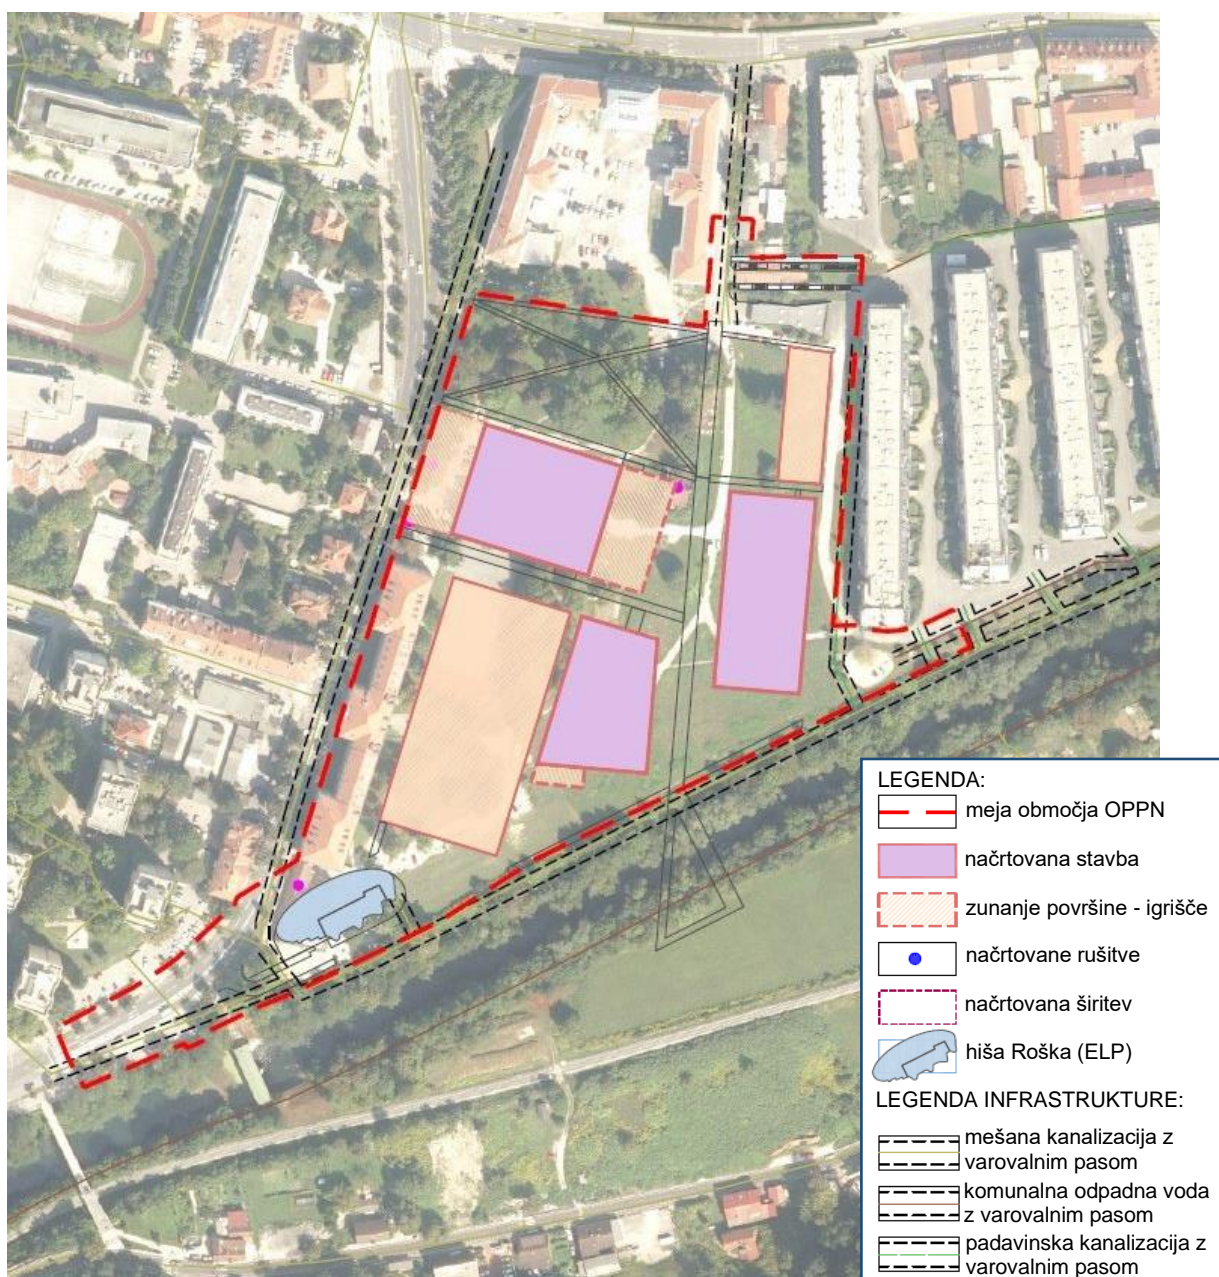 LEGENDA:
meja območja OPPN
načrtovana stavba
zunanje površine - igrišče
načrtovane rušitve
načrtovana širitev
hiša Roška (ELP)
LEGENDA INFRASTRUKTURE:
mešana kanalizacija z
varovalnim pasom
komunalna odpadna voda
z varovalnim pasom
padavinska kanalizacija z
varovalnim pasom